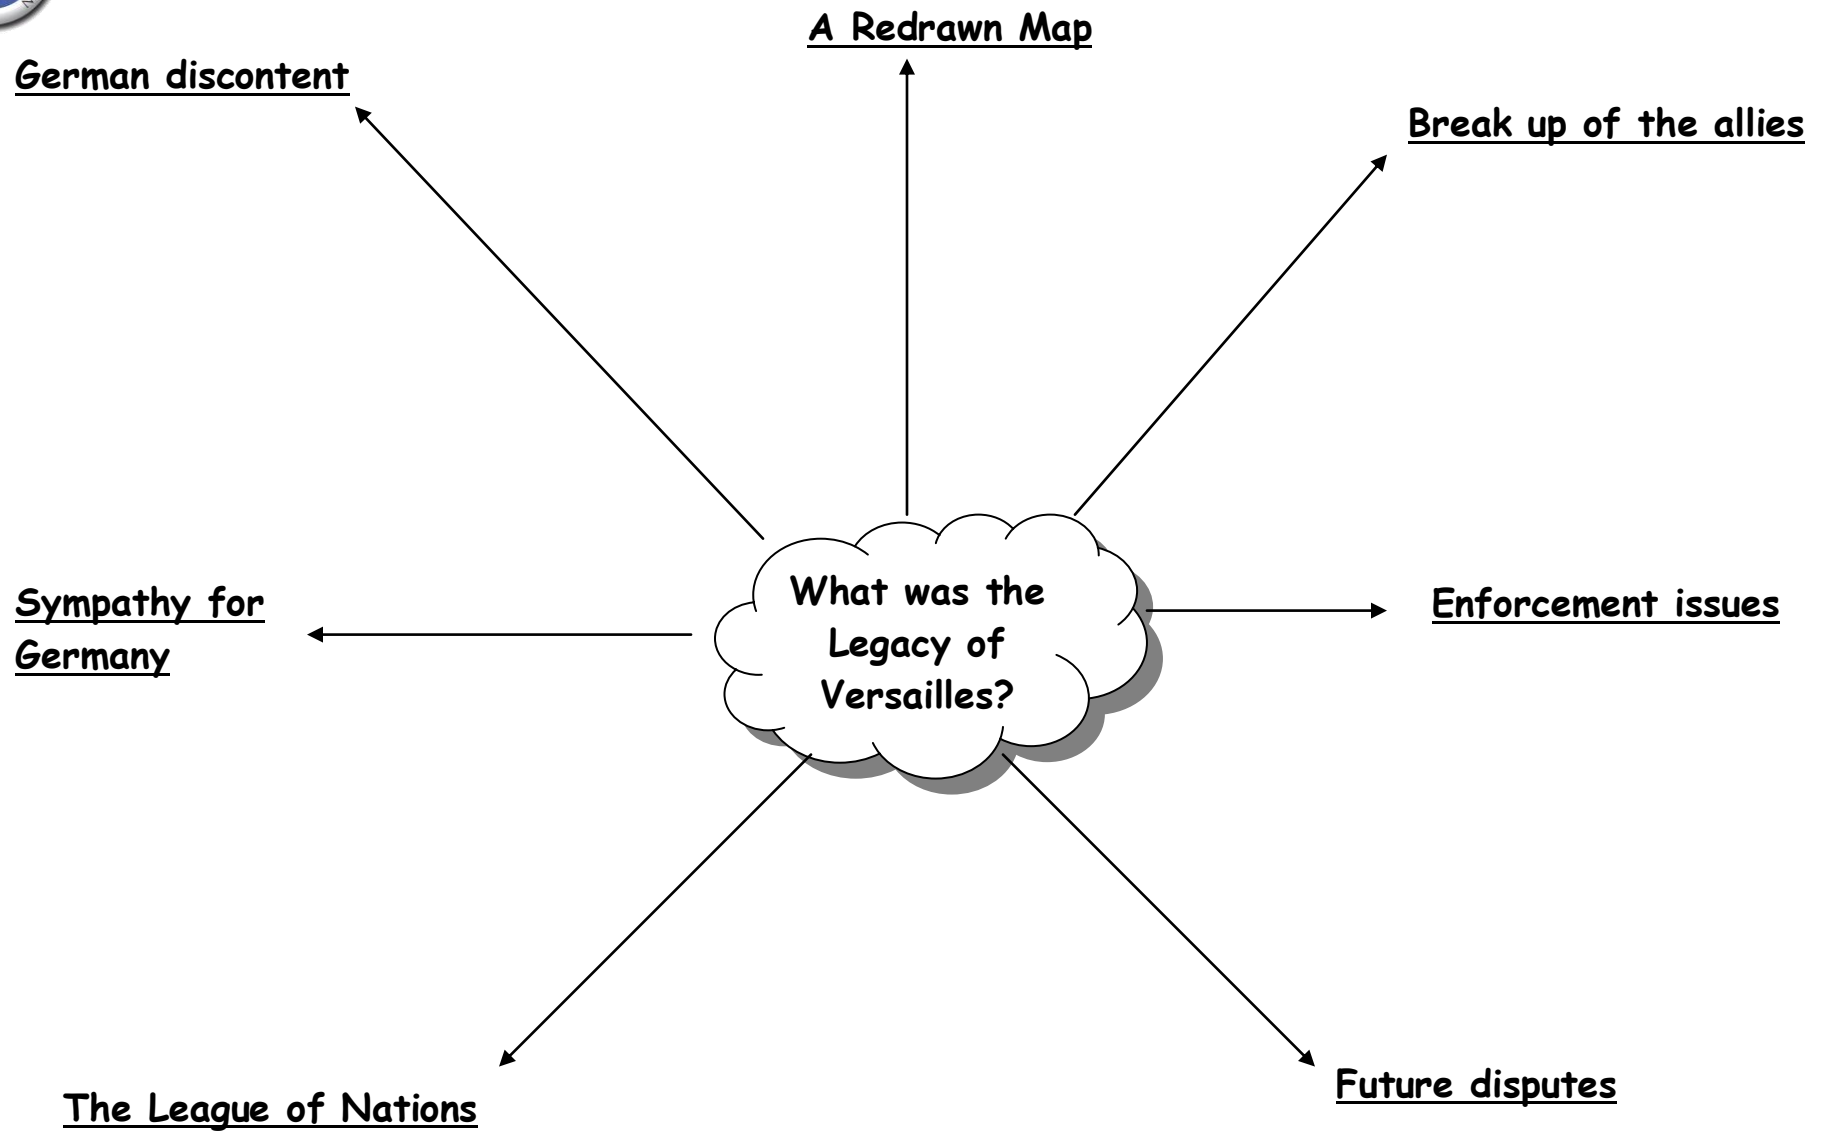 A Redrawn Map
German discontent
Break up of the allies
What was the
Legacy of
Versailles?
Sympathy for
Germany
Enforcement issues
The League of Nations
Future disputes